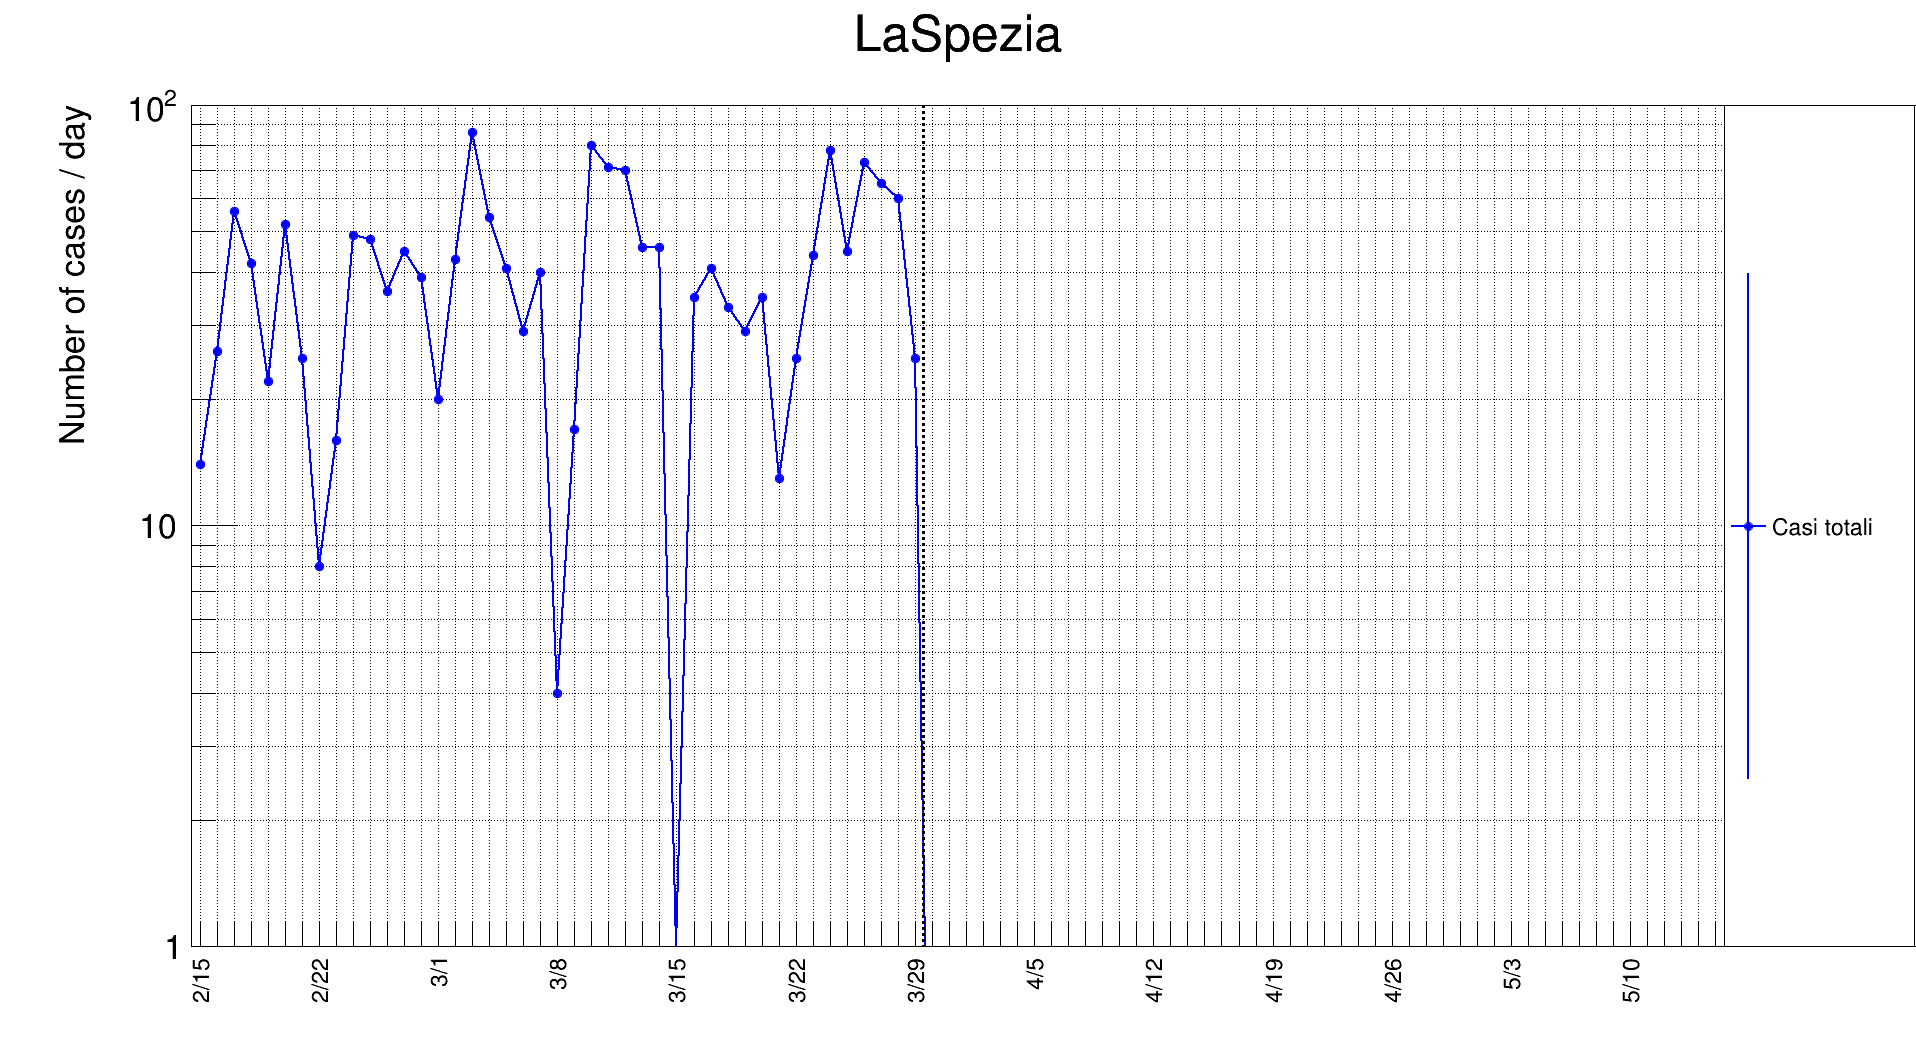 LaSpezia
Number of cases / day
10²
10
1
2/15 2/22 3/1 3/8 3/15 3/22 3/29 4/5 4/12 4/19 4/26 5/3 5/10
Casi totali